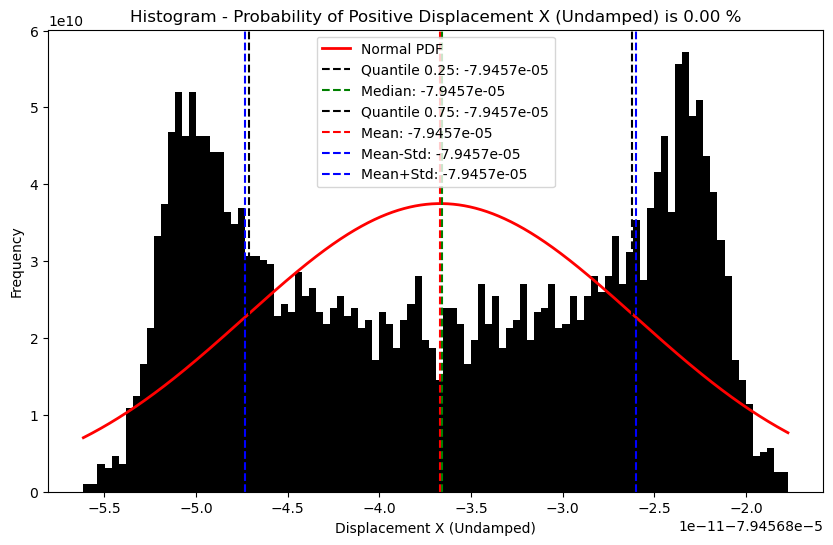 Histogram - Probability of Positive Displacement X (Undamped) is 0.00 %
1e10
6
5
4
3
2
1
0
Frequency
Normal PDF
Quantile 0.25: -7.9457e-05
Median: -7.9457e-05
Quantile 0.75: -7.9457e-05
Mean: -7.9457e-05
Mean-Std: -7.9457e-05
Mean+Std: -7.9457e-05
−5.5 −5.0 −4.5 −4.0 −3.5 −3.0 −2.5 −2.0
1e−11−7.94568e−5
Displacement X (Undamped)